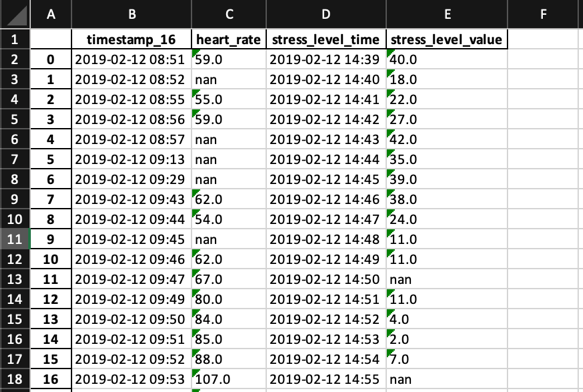 A B C D E F
1 timestamp_16 heart_rate stress_level_time stress_level_value
2 0 2019-02-12 08:51 59.0 2019-02-12 14:39 40.0
3 1 2019-02-12 08:52 nan 2019-02-12 14:40 18.0
4 2 2019-02-12 08:55 55.0 2019-02-12 14:41 22.0
5 3 2019-02-12 08:56 59.0 2019-02-12 14:42 27.0
6 4 2019-02-12 08:57 nan 2019-02-12 14:43 42.0
7 5 2019-02-12 09:13 nan 2019-02-12 14:44 35.0
8 6 2019-02-12 09:29 nan 2019-02-12 14:45 39.0
9 7 2019-02-12 09:43 62.0 2019-02-12 14:46 38.0
10 8 2019-02-12 09:44 54.0 2019-02-12 14:47 24.0
11 9 2019-02-12 09:45 nan 2019-02-12 14:48 11.0
12 10 2019-02-12 09:46 62.0 2019-02-12 14:49 11.0
13 11 2019-02-12 09:47 67.0 2019-02-12 14:50 nan
14 12 2019-02-12 09:49 80.0 2019-02-12 14:51 11.0
15 13 2019-02-12 09:50 84.0 2019-02-12 14:52 4.0
16 14 2019-02-12 09:51 85.0 2019-02-12 14:53 2.0
17 15 2019-02-12 09:52 88.0 2019-02-12 14:54 7.0
18 16 2019-02-12 09:53 107.0 2019-02-12 14:55 nan